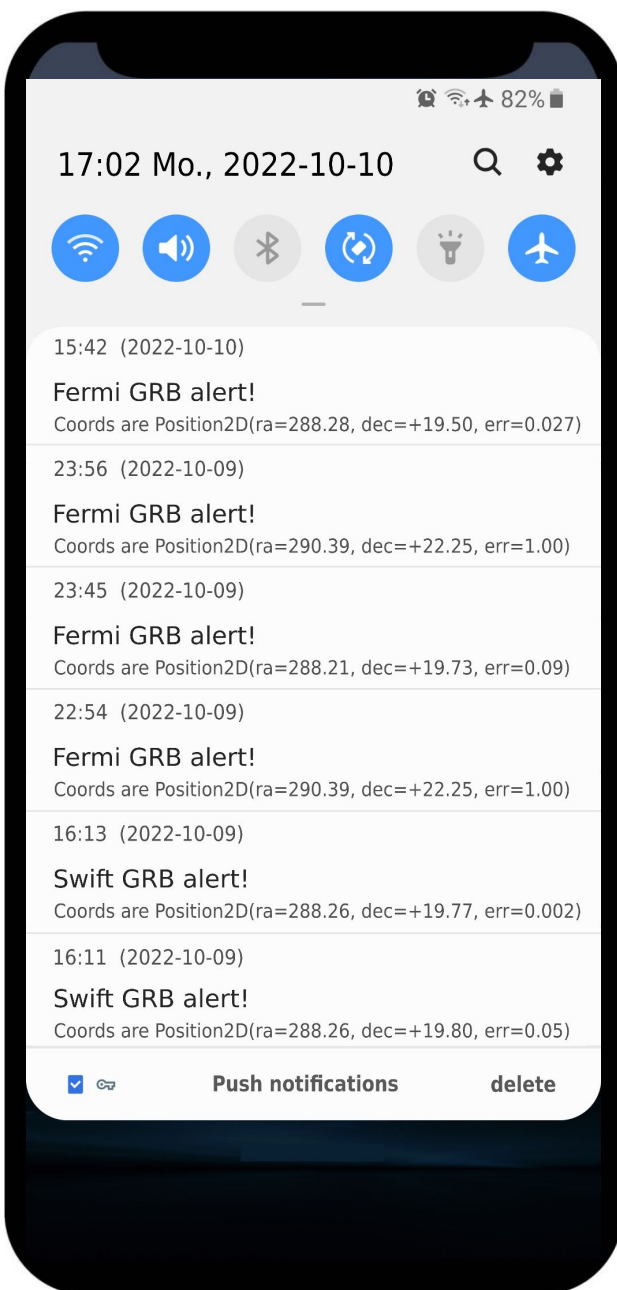 82%
17:02 Mo., 2022-10-10
15:42 (2022-10-10)
Fermi GRB alert!
Coords are Position2D(ra=288.28, dec=+19.50, err=0.027)
23:56 (2022-10-09)
Fermi GRB alert!
Coords are Position2D(ra=290.39, dec=+22.25, err=1.00)
23:45 (2022-10-09)
Fermi GRB alert!
Coords are Position2D(ra=288.21, dec=+19.73, err=0.09)
22:54 (2022-10-09)
Fermi GRB alert!
Coords are Position2D(ra=290.39, dec=+22.25, err=1.00)
16:13 (2022-10-09)
Swift GRB alert!
Coords are Position2D(ra=288.26, dec=+19.77, err=0.002)
16:11 (2022-10-09)
Swift GRB alert!
Coords are Position2D(ra=288.26, dec=+19.80, err=0.05)
Push notifications delete